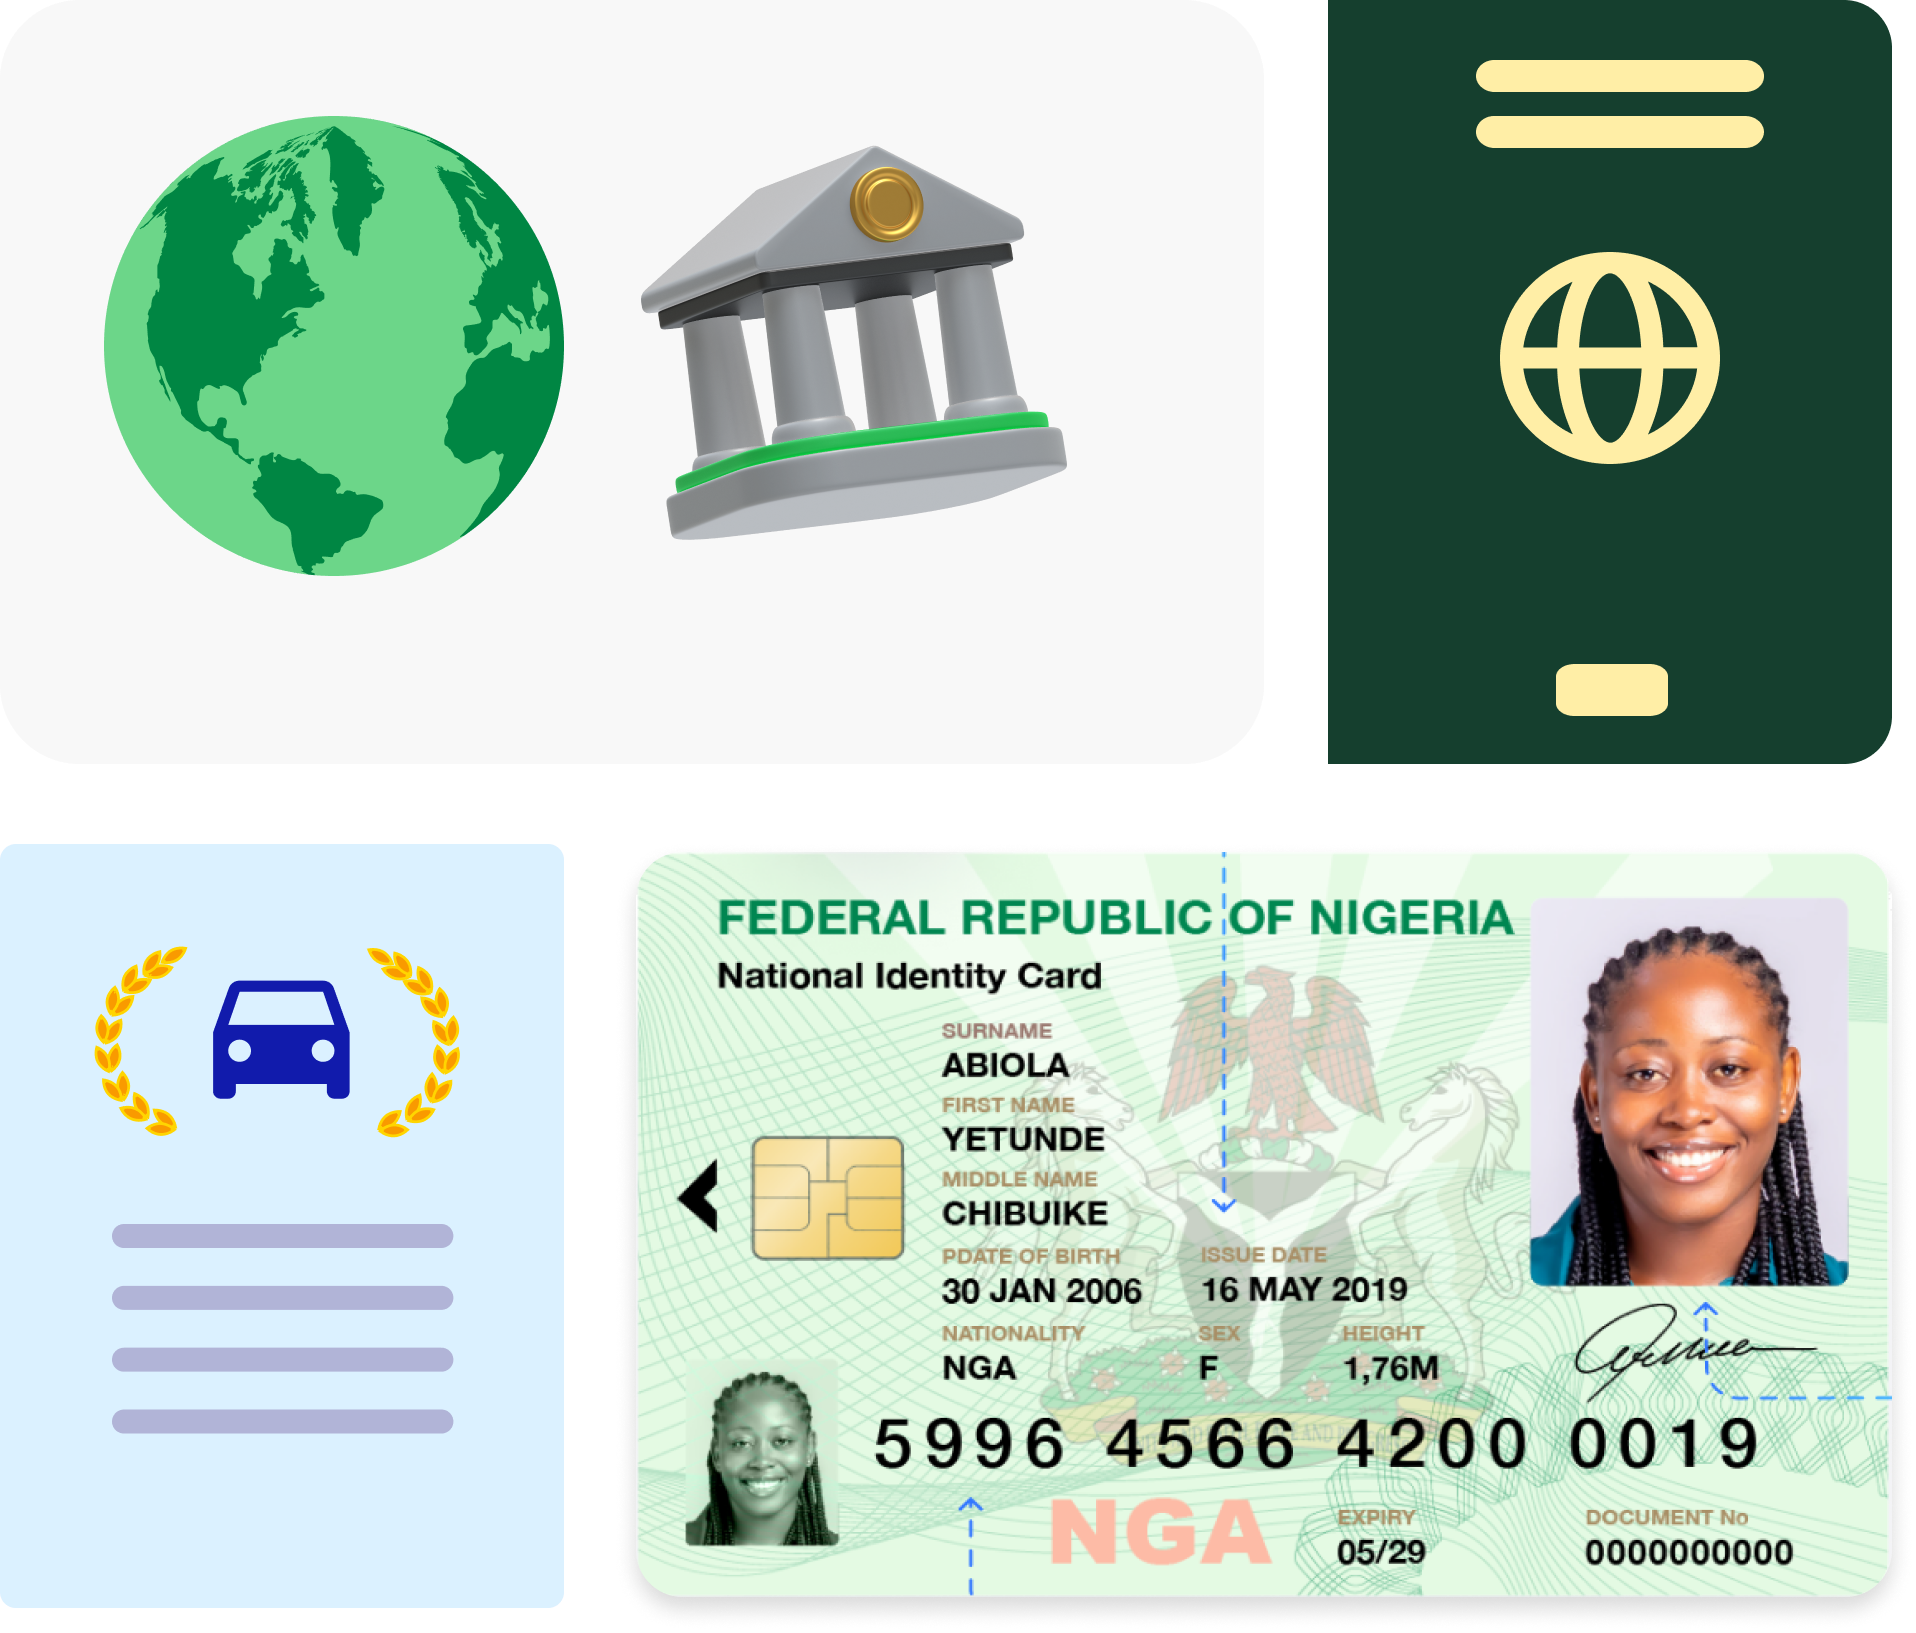 FEDERAL REPUBLIC OF NIGERIA
National Identity Card
SURNAME
ABIOLA
FIRST NAME
YETUNDE
MIDDLE NAME
CHIBUIKE
PDATE OF BIRTH ISSUE DATE
30 JAN 2006 16 MAY 2019
NATIONALITY SEX HEIGHT
NGA F 1,76M
5996 4566 4200 0019
NGA
EXPIRY DOCUMENT No
05/29 0000000000